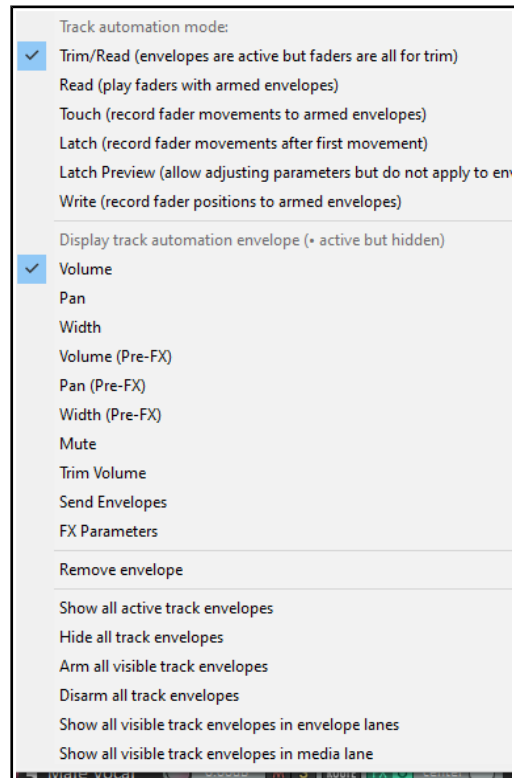 Track automation mode:
Trim/Read (envelopes are active but faders are all for trim)
Read (play faders with armed envelopes)
Touch (record fader movements to armed envelopes)
Latch (record fader movements after first movement)
Latch Preview (allow adjusting parameters but do not apply to env
Write (record fader positions to armed envelopes)
Display track automation envelope (• active but hidden)
Volume
Pan
Width
Volume (Pre-FX)
Pan (Pre-FX)
Width (Pre-FX)
Mute
Trim Volume
Send Envelopes
FX Parameters
Remove envelope
Show all active track envelopes
Hide all track envelopes
Arm all visible track envelopes
Disarm all track envelopes
Show all visible track envelopes in envelope lanes
Show all visible track envelopes in media lane